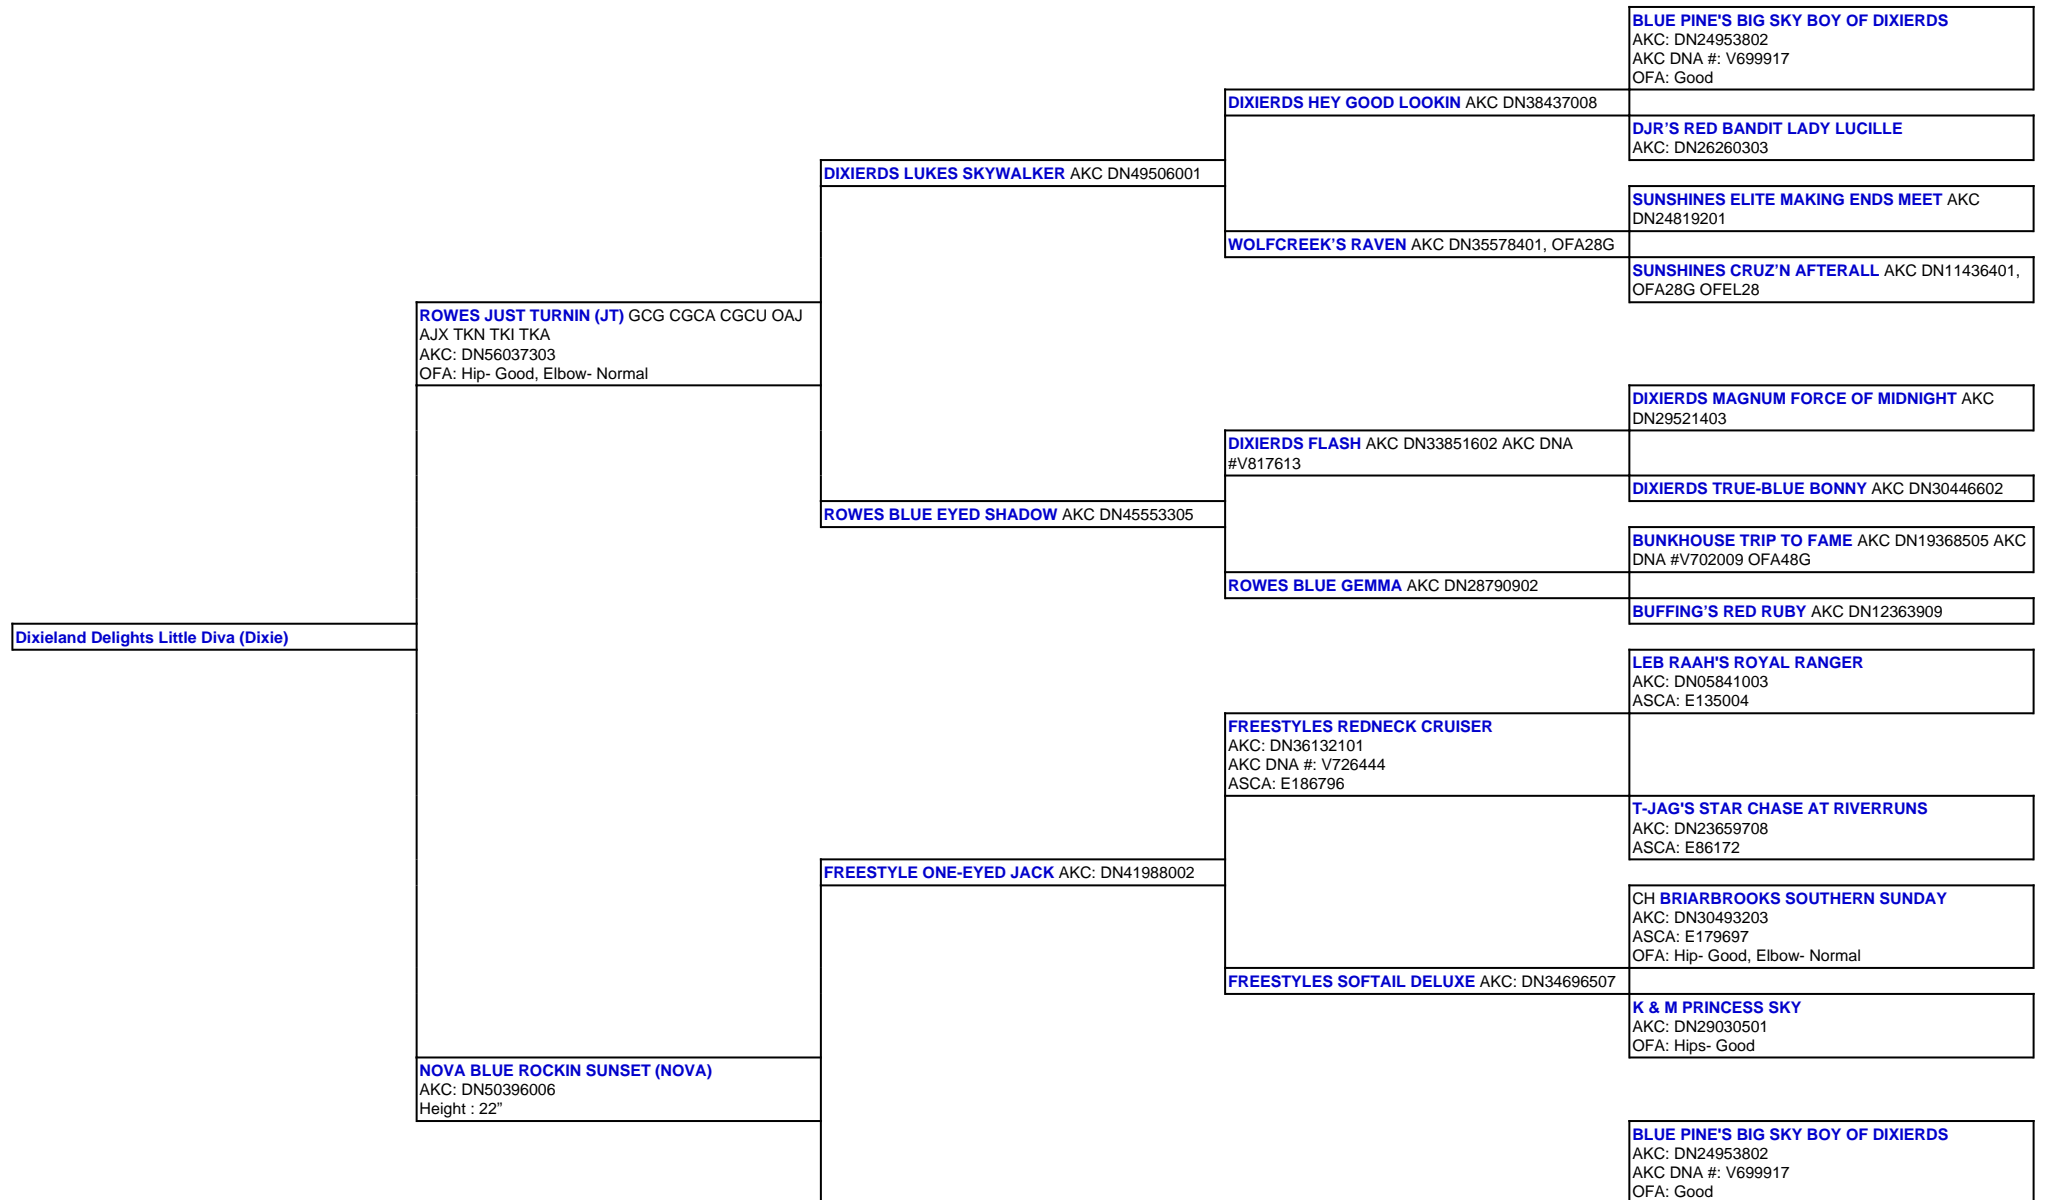 BLUE PINE'S BIG SKY BOY OF DIXIERDS
AKC: DN24953802
AKC DNA #: V699917
OFA: Good
DIXIERDS HEY GOOD LOOKIN AKC DN38437008
DJR’S RED BANDIT LADY LUCILLE
AKC: DN26260303
DIXIERDS LUKES SKYWALKER AKC DN49506001
SUNSHINES ELITE MAKING ENDS MEET AKC
DN24819201
WOLFCREEK’S RAVEN AKC DN35578401, OFA28G
SUNSHINES CRUZ’N AFTERALL AKC DN11436401,
OFA28G OFEL28
ROWES JUST TURNIN (JT) GCG CGCA CGCU OAJ
AJX TKN TKI TKA
AKC: DN56037303
OFA: Hip- Good, Elbow- Normal
DIXIERDS MAGNUM FORCE OF MIDNIGHT AKC
DN29521403
DIXIERDS FLASH AKC DN33851602 AKC DNA
#V817613
DIXIERDS TRUE-BLUE BONNY AKC DN30446602
ROWES BLUE EYED SHADOW AKC DN45553305
BUNKHOUSE TRIP TO FAME AKC DN19368505 AKC
DNA #V702009 OFA48G
ROWES BLUE GEMMA AKC DN28790902
BUFFING’S RED RUBY AKC DN12363909
Dixieland Delights Little Diva (Dixie)
LEB RAAH'S ROYAL RANGER
AKC: DN05841003
ASCA: E135004
FREESTYLES REDNECK CRUISER
AKC: DN36132101
AKC DNA #: V726444
ASCA: E186796
T-JAG'S STAR CHASE AT RIVERRUNS
AKC: DN23659708
ASCA: E86172
FREESTYLE ONE-EYED JACK AKC: DN41988002
CH BRIARBROOKS SOUTHERN SUNDAY
AKC: DN30493203
ASCA: E179697
OFA: Hip- Good, Elbow- Normal
FREESTYLES SOFTAIL DELUXE AKC: DN34696507
K & M PRINCESS SKY
AKC: DN29030501
OFA: Hips- Good
NOVA BLUE ROCKIN SUNSET (NOVA)
AKC: DN50396006
Height : 22”
BLUE PINE'S BIG SKY BOY OF DIXIERDS
AKC: DN24953802
AKC DNA #: V699917
OFA: Good